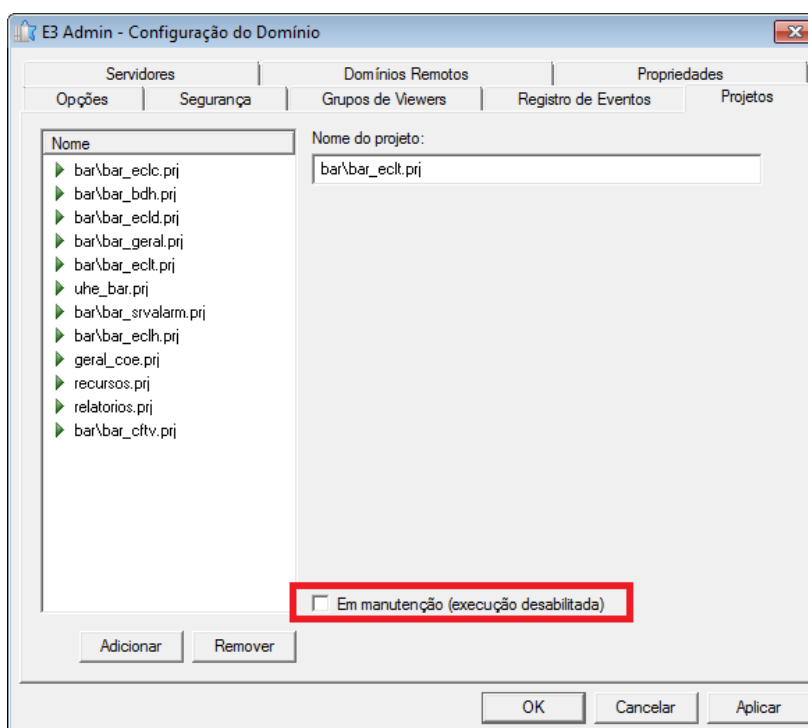 E3 Admin - Configuração do Domínio
Servidores
Domínios Remotos
Propriedades
Opções
Segurança
Grupos de Viewers
Registro de Eventos
Projetos
Nome
bar\bar_eclc.prj
bar\bar_bdh.prj
bar\bar_ecld.prj
bar\bar_geral.prj
bar\bar_eclt.prj
uhe_bar.prj
bar\bar_srvalarm.prj
bar\bar_eclh.prj
geral_coe.prj
recursos.prj
relatorios.prj
bar\bar_cftv.prj
Nome do projeto:
bar\bar_eclt.prj
Em manutenção (execução desabilitada)
Adicionar
Remover
OK
Cancelar
Aplicar